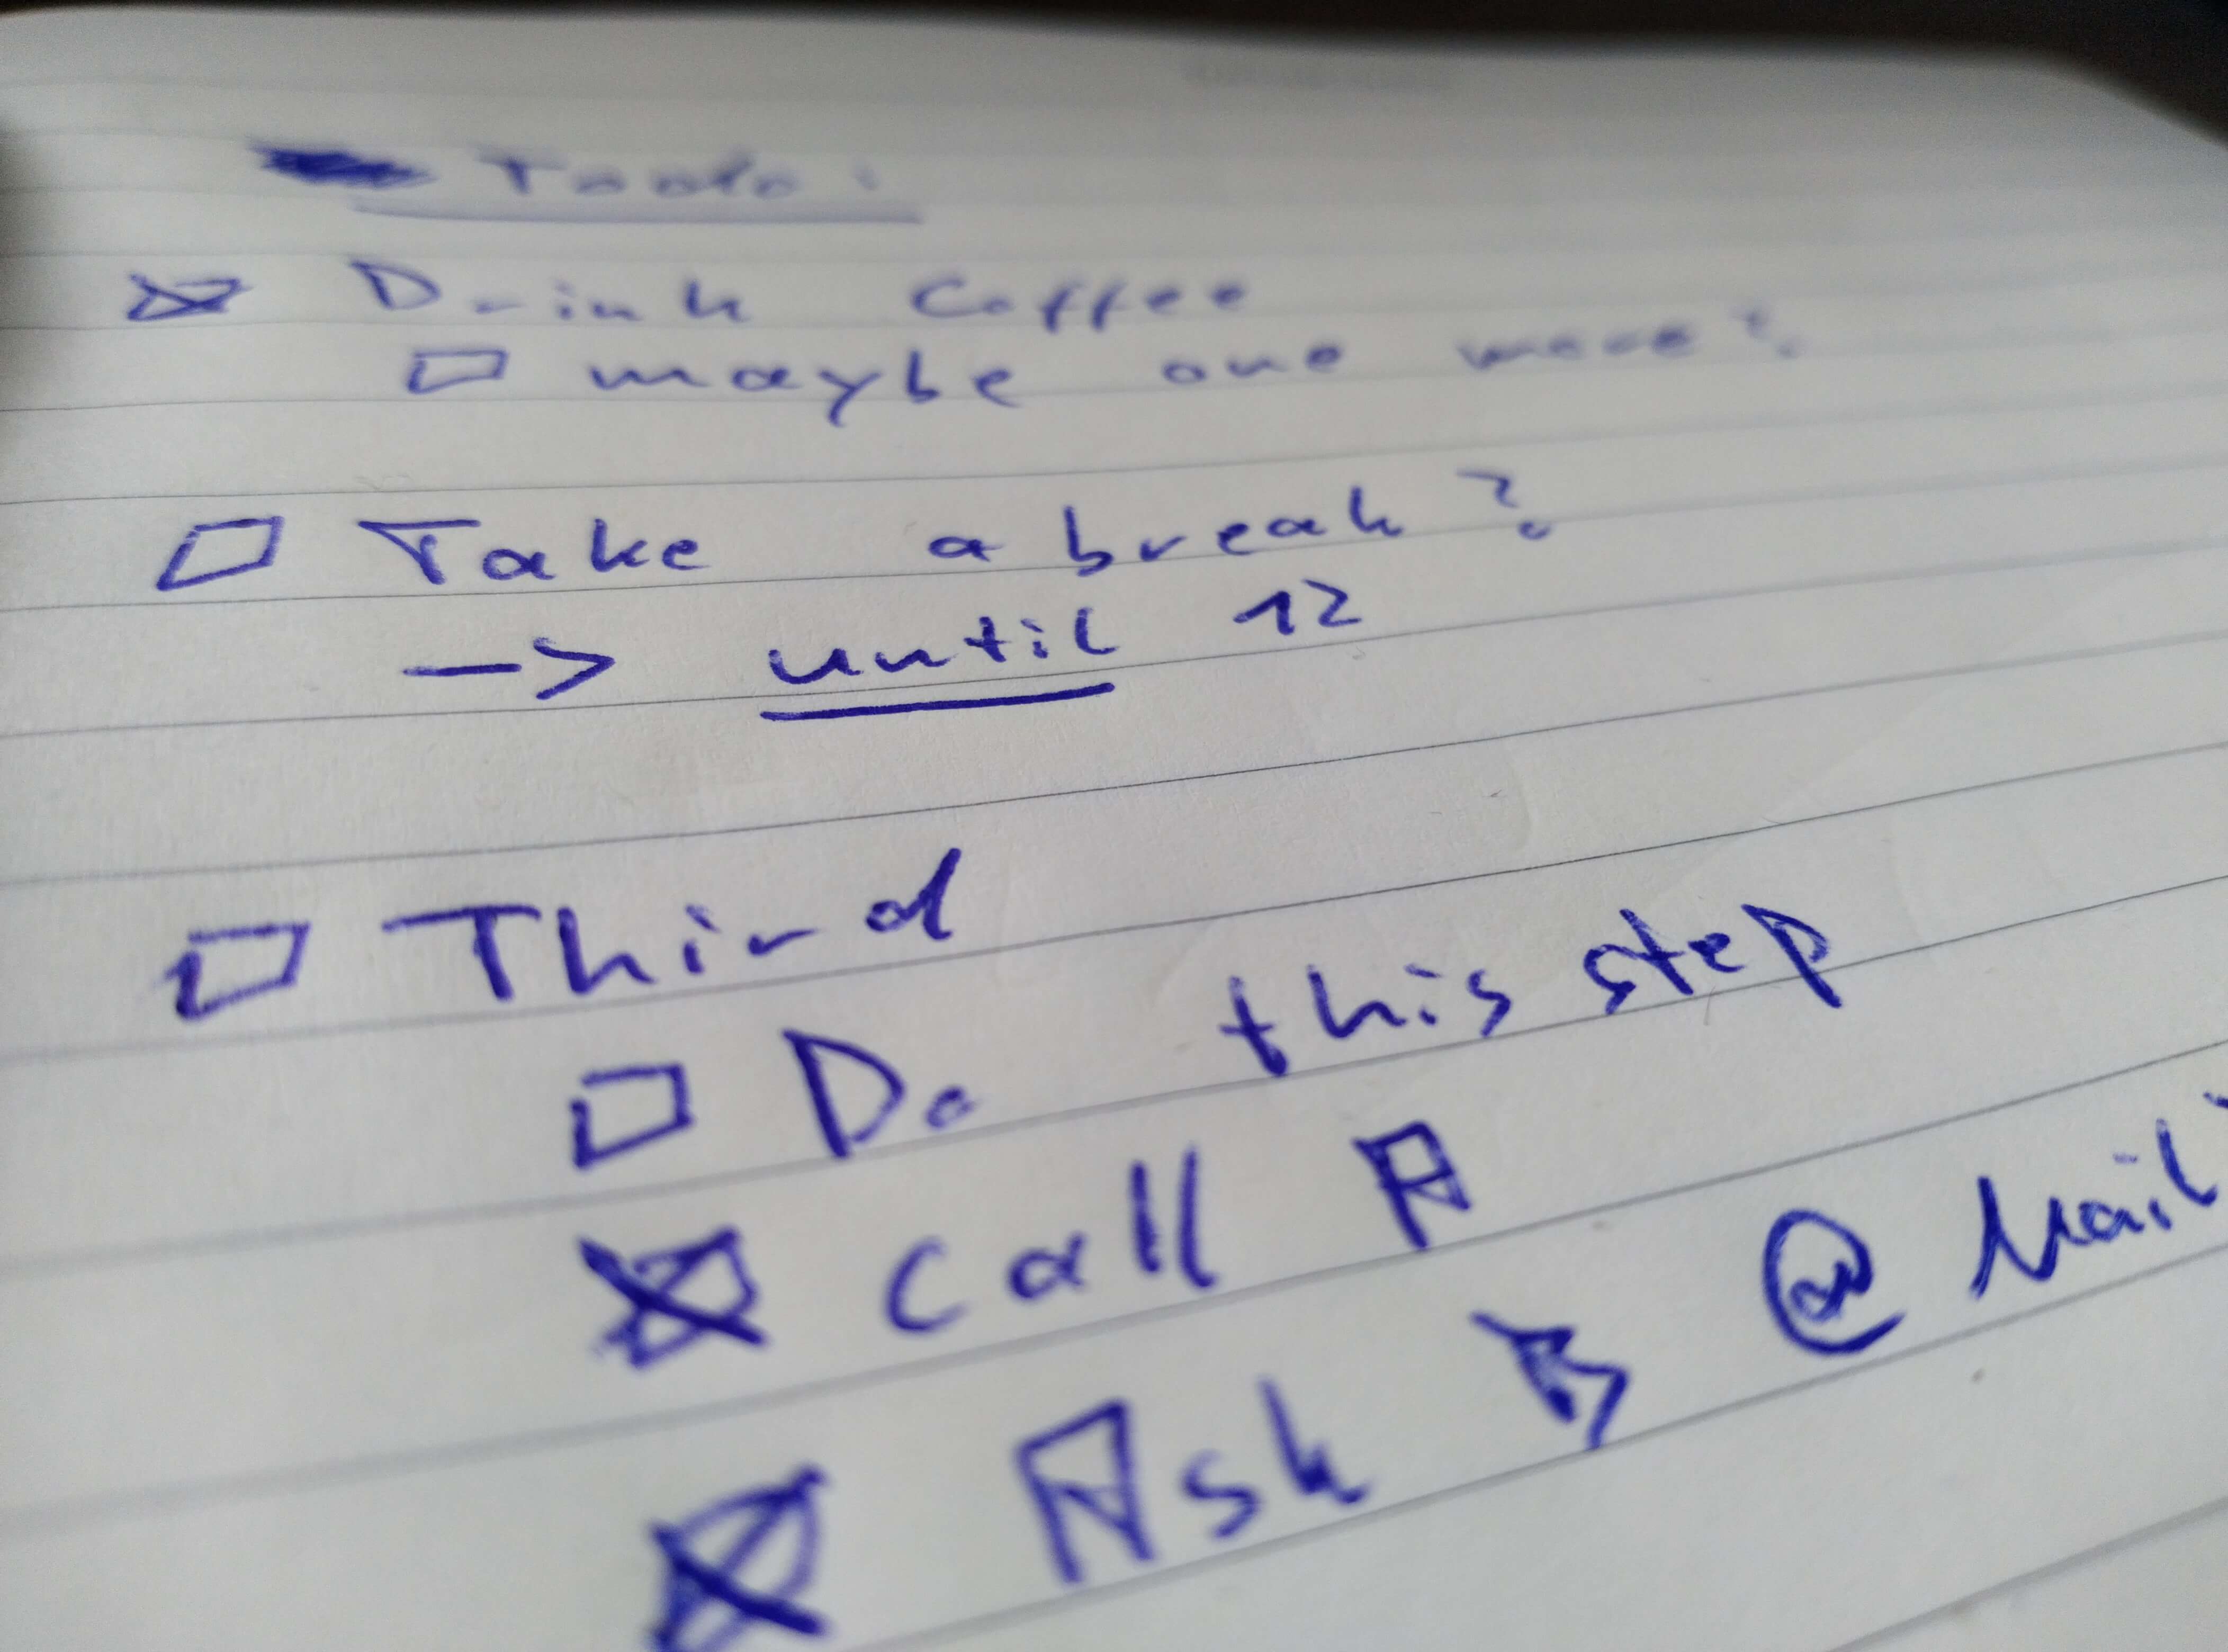 Todo:
☒ Drink Coffee
☐ maybe one more?
☐ Take a break?
-> until 12
☐ Third
☐ Do this step
☒ Call A
☒ Ask B @ Mail